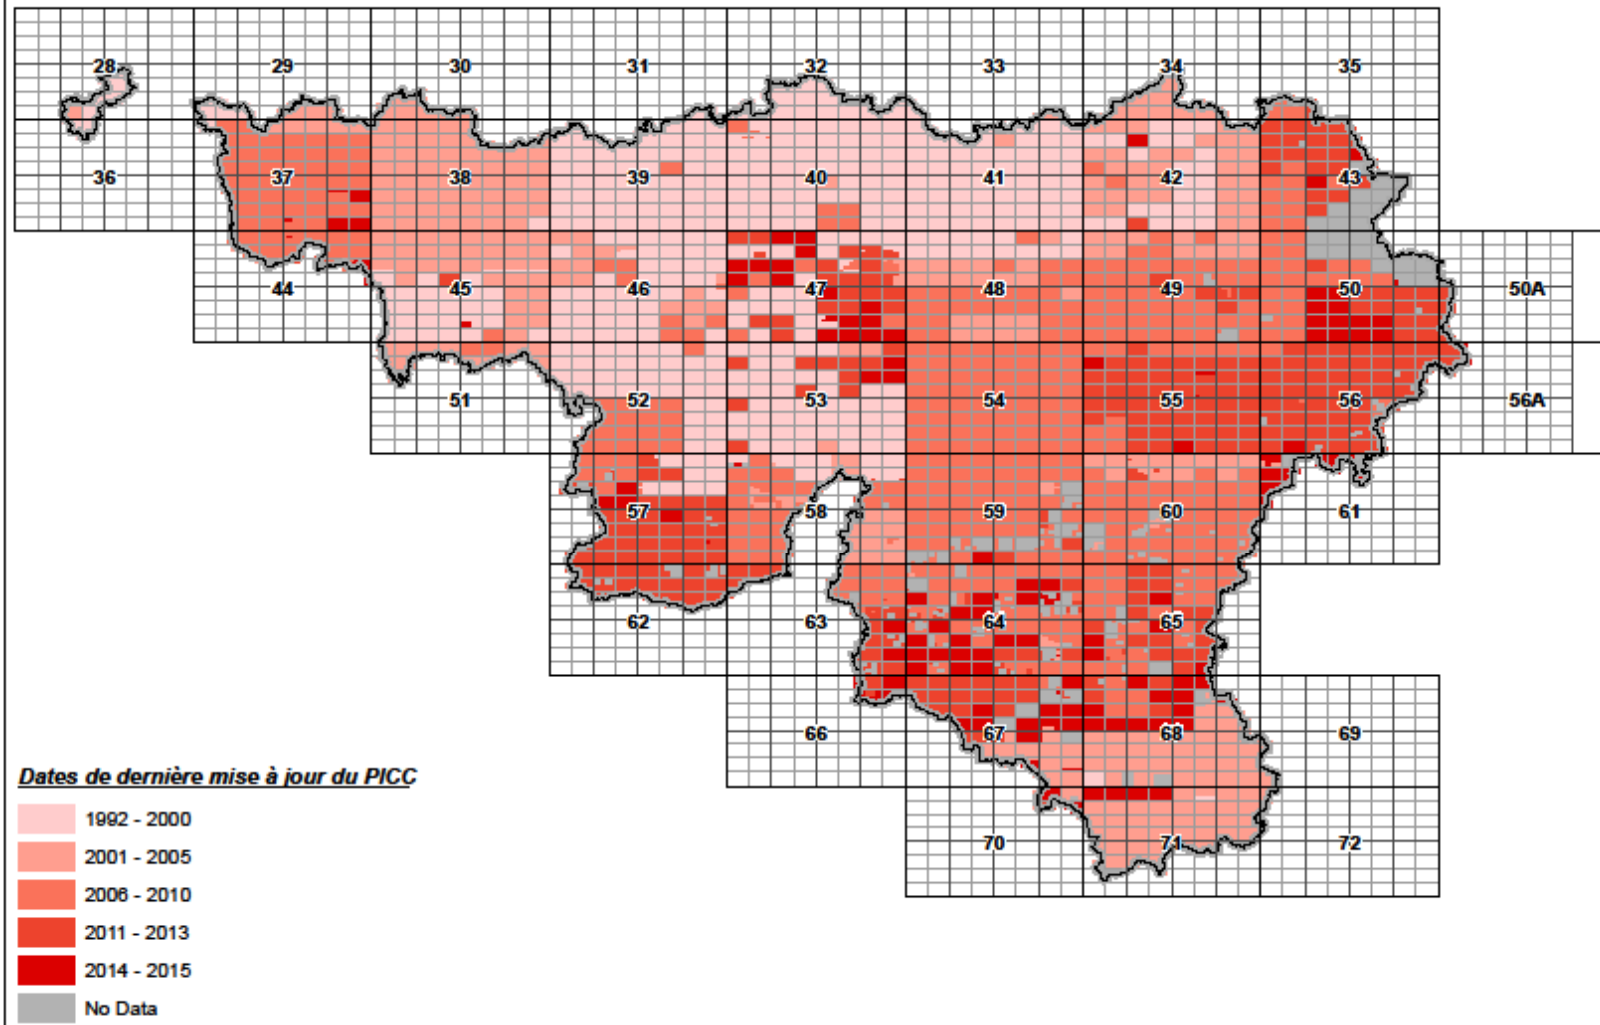 28 29 30 31 32 33 34 35
36 37 38 39 40 41 42 43
44 45 46 47 48 49 50 50A
51 52 53 54 55 56 56A
57 58 59 60 61
62 63 64 65
66 67 68 69
70 71 72
Dates de dernière mise à jour du PICC
1992 - 2000
2001 - 2005
2006 - 2010
2011 - 2013
2014 - 2015
No Data